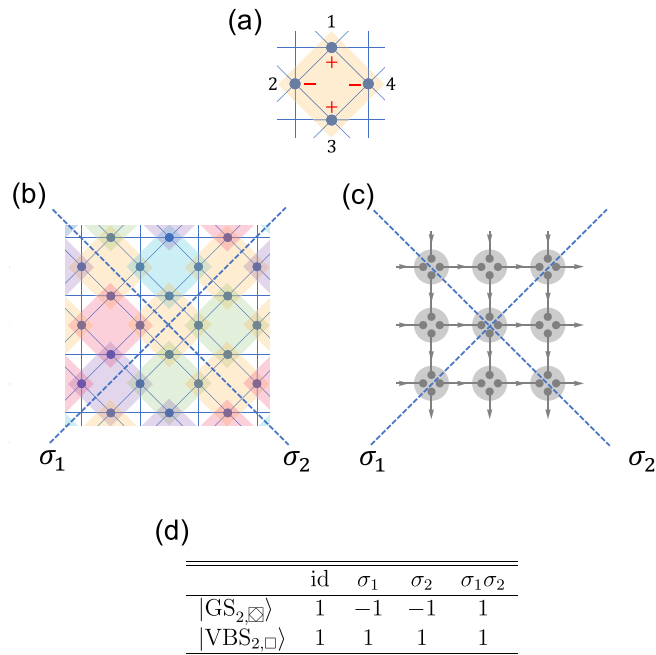 (a)
1
2
4
3
+
−
−
+
(b)
(c)
σ₁
σ₂
σ₁
σ₂
(d)
id σ₁ σ₂ σ₁σ₂
|GS₂,⛋⟩ 1 −1 −1 1
|VBS₂,□⟩ 1 1 1 1